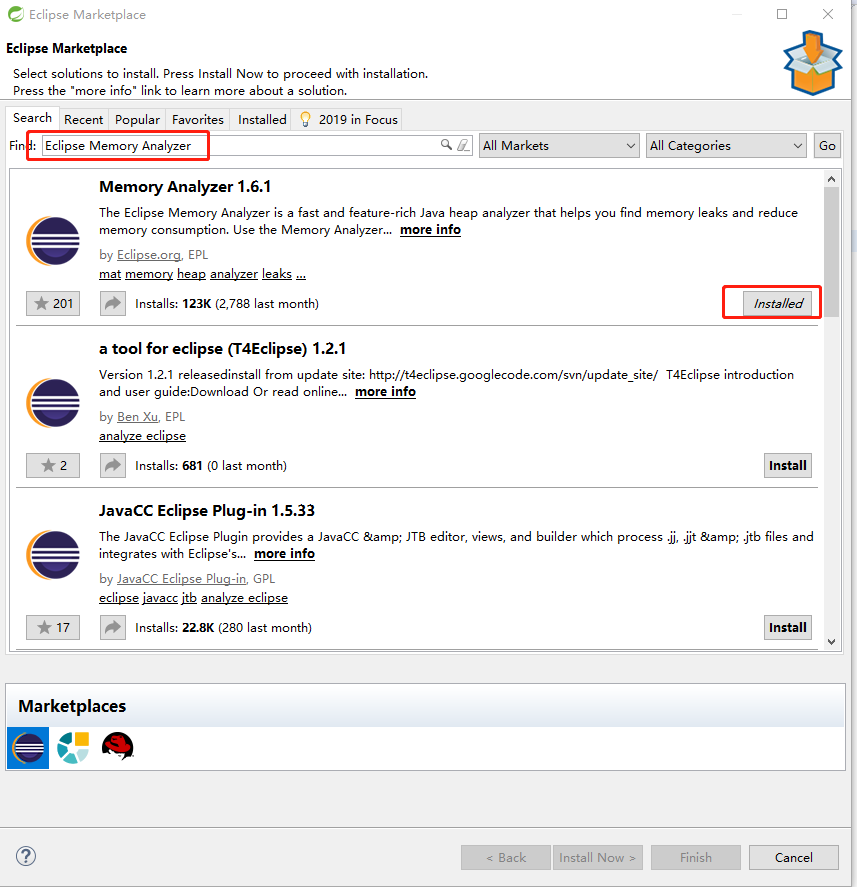 Eclipse Marketplace
Eclipse Marketplace
Select solutions to install. Press Install Now to proceed with installation.
Press the "more info" link to learn more about a solution.
Search Recent Popular Favorites Installed 2019 in Focus
Find: Eclipse Memory Analyzer All Markets All Categories Go
Memory Analyzer 1.6.1
The Eclipse Memory Analyzer is a fast and feature-rich Java heap analyzer that helps you find memory leaks and reduce
memory consumption. Use the Memory Analyzer... more info
by Eclipse.org, EPL
mat memory heap analyzer leaks ...
201 Installs: 123K (2,788 last month) Installed
a tool for eclipse (T4Eclipse) 1.2.1
Version 1.2.1 releasedinstall from update site: http://t4eclipse.googlecode.com/svn/update_site/ T4Eclipse introduction
and user guide:Download Or read online... more info
by Ben Xu, EPL
analyze eclipse
2 Installs: 681 (0 last month) Install
JavaCC Eclipse Plug-in 1.5.33
The JavaCC Eclipse Plugin provides a JavaCC &amp; JTB editor, views, and builder which process .jj, .jjt &amp; .jtb files and
integrates with Eclipse's... more info
by JavaCC Eclipse Plug-in, GPL
eclipse javacc jtb analyze eclipse
17 Installs: 22.8K (280 last month) Install
Marketplaces
? < Back Install Now > Finish Cancel